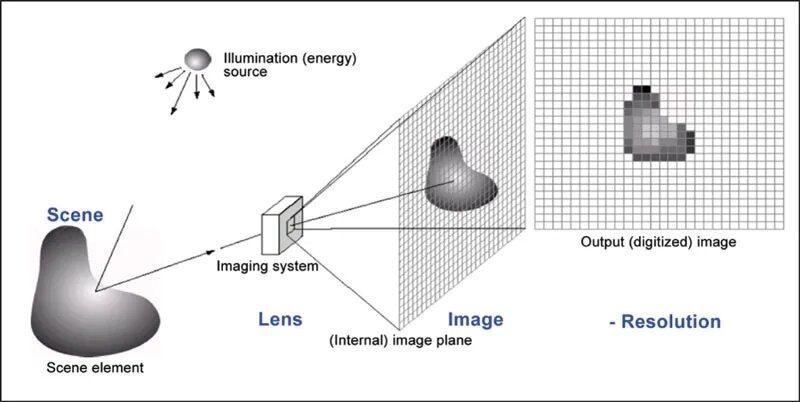 Illumination (energy)
source
Scene
Scene element
Imaging system
Lens
(Internal) image plane
Image
Output (digitized) image
- Resolution